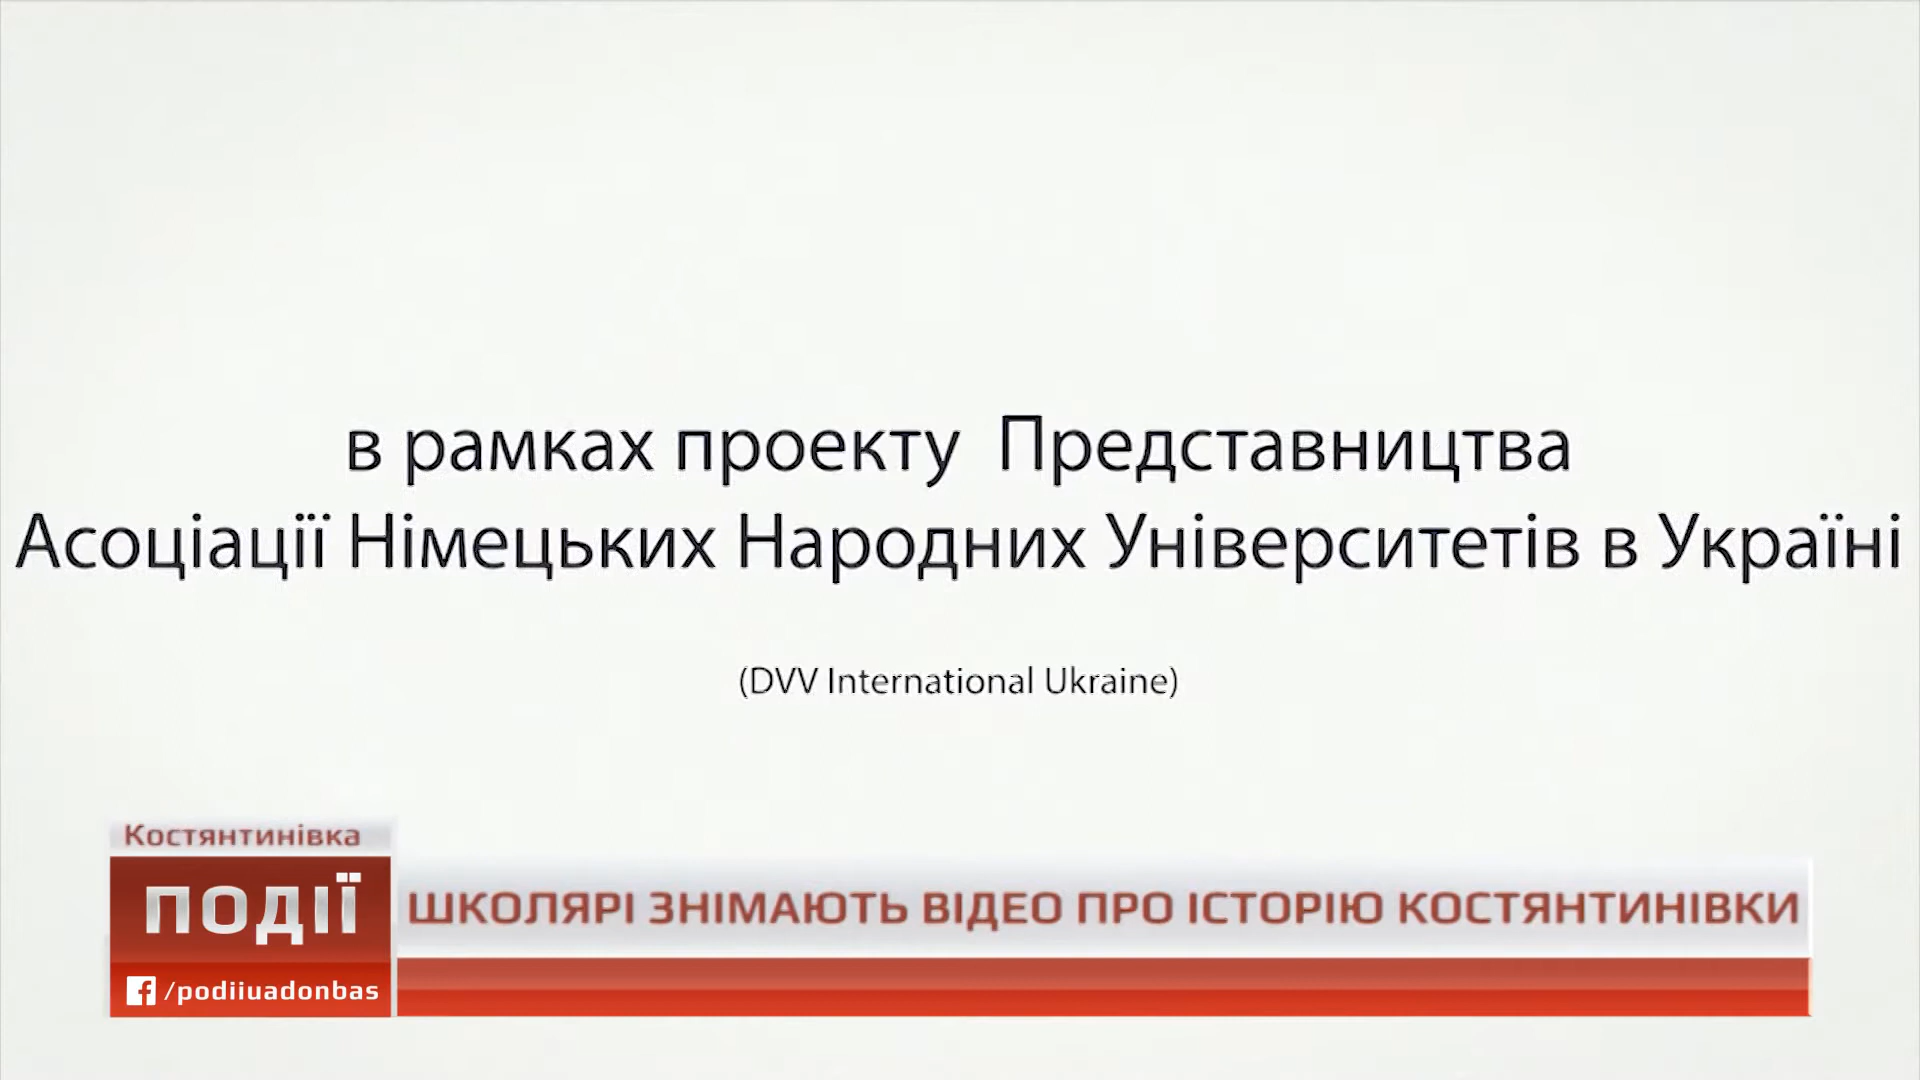 в рамках проекту Представництва
Асоціації Німецьких Народних Університетів в Україні
(DVV International Ukraine)
Костянтинівка
ПОДІЇ
ШКОЛЯРІ ЗНІМАЮТЬ ВІДЕО ПРО ІСТОРІЮ КОСТЯНТИНІВКИ
/podiiuadonbas